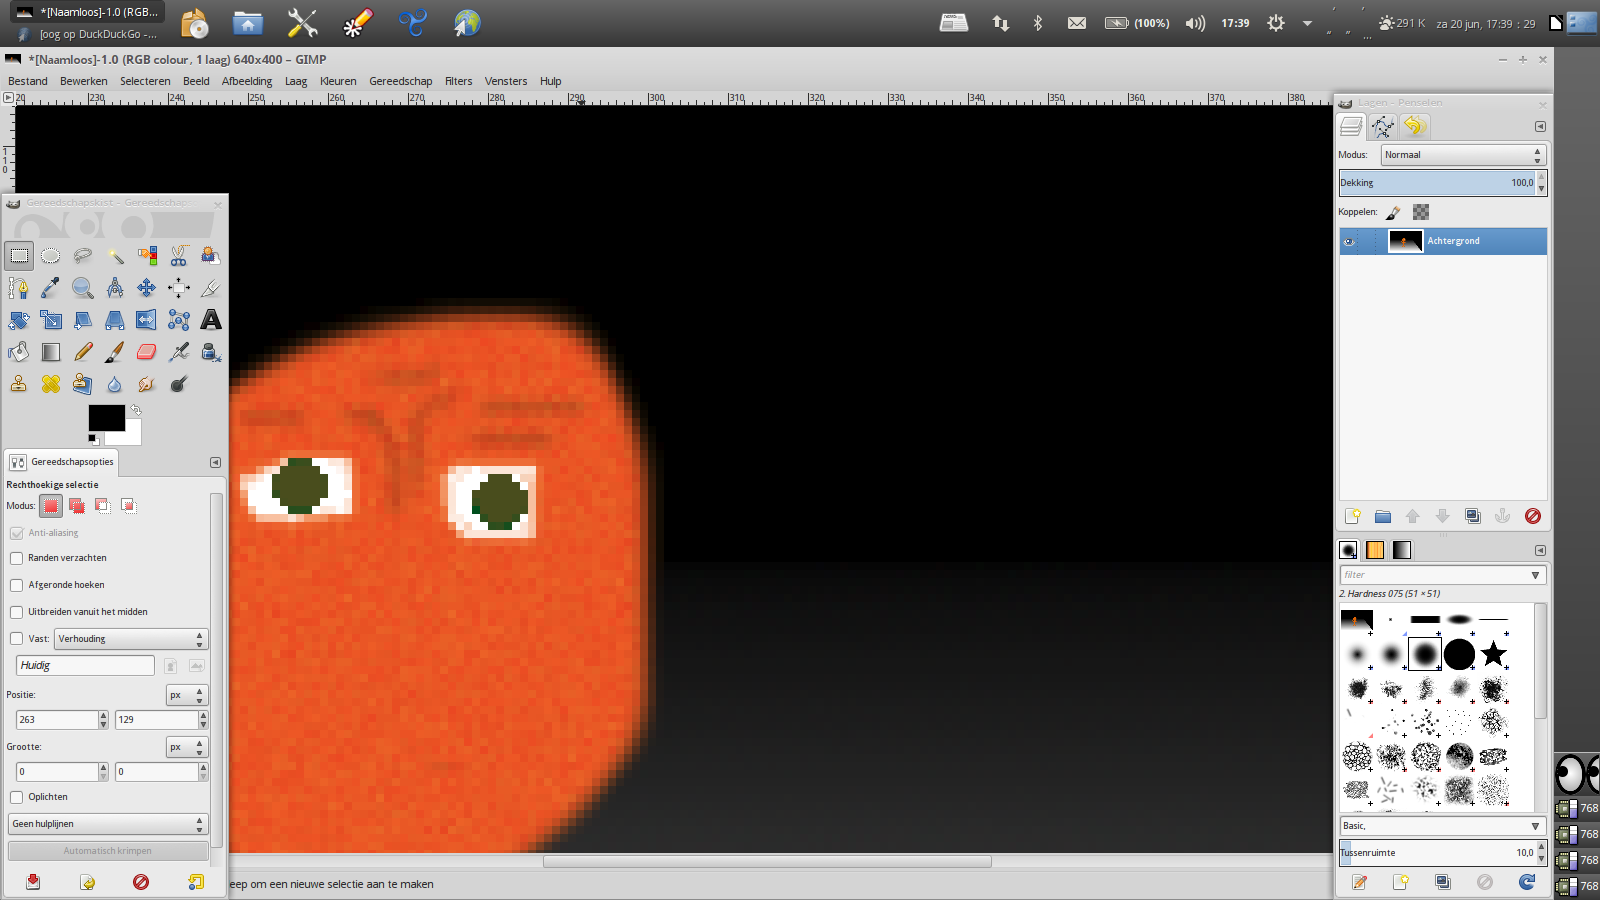 *[Naamloos]-1.0 (RGB...
[oog op DuckDuckGo -...
(100%)
17:39
291 K
za 20 jun, 17:39 : 29
*[Naamloos]-1.0 (RGB colour, 1 laag) 640x400 – GIMP
Bestand Bewerken Selecteren Beeld Afbeelding Laag Kleuren Gereedschap Filters Vensters Hulp
20 230 240 250 260 270 280 290 300 310 320 330 340 350 360 370 380
110
Gereedschapskist - Gereedschap
Gereedschapsopties
Rechthoekige selectie
Modus:
Anti-aliasing
Randen verzachten
Afgeronde hoeken
Uitbreiden vanuit het midden
Vast: Verhouding
Huidig
Positie: px
263 129
Grootte: px
0 0
Oplichten
Geen hulplijnen
Automatisch krimpen
eep om een nieuwe selectie aan te maken
Lagen - Penselen
Modus: Normaal
Dekking 100,0
Koppelen:
Achtergrond
filter
2. Hardness 075 (51 × 51)
Basic,
Tussenruimte 10,0
768
768
768
768